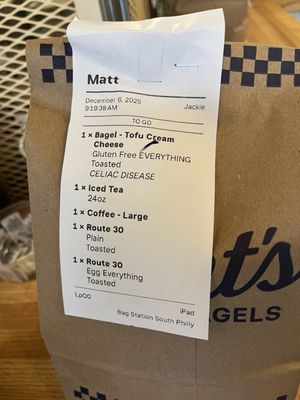 Matt
December 6, 2025
9:19:38 AM Jackie
TO GO
1 × Bagel - Tofu Cream
Cheese
Gluten Free EVERYTHING
Toasted
CELIAC DISEASE
1 × Iced Tea
24oz
1 × Coffee - Large
1 × Route 30
Plain
Toasted
1 × Route 30
Egg Everything
Toasted
LpO0 iPad
Bag Station South Philly
t's
AGELS